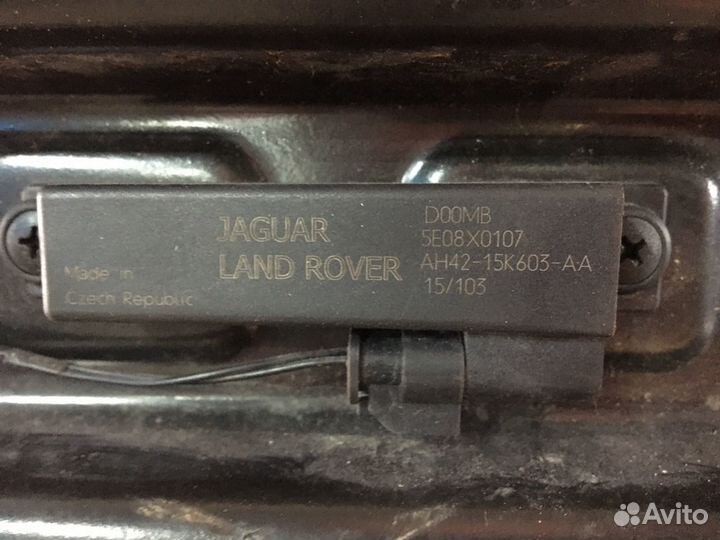 JAGUAR
LAND ROVER
Made in
Czech Republic
D00MB
5E08X0107
AH42-15K603-AA
15/103
Avito